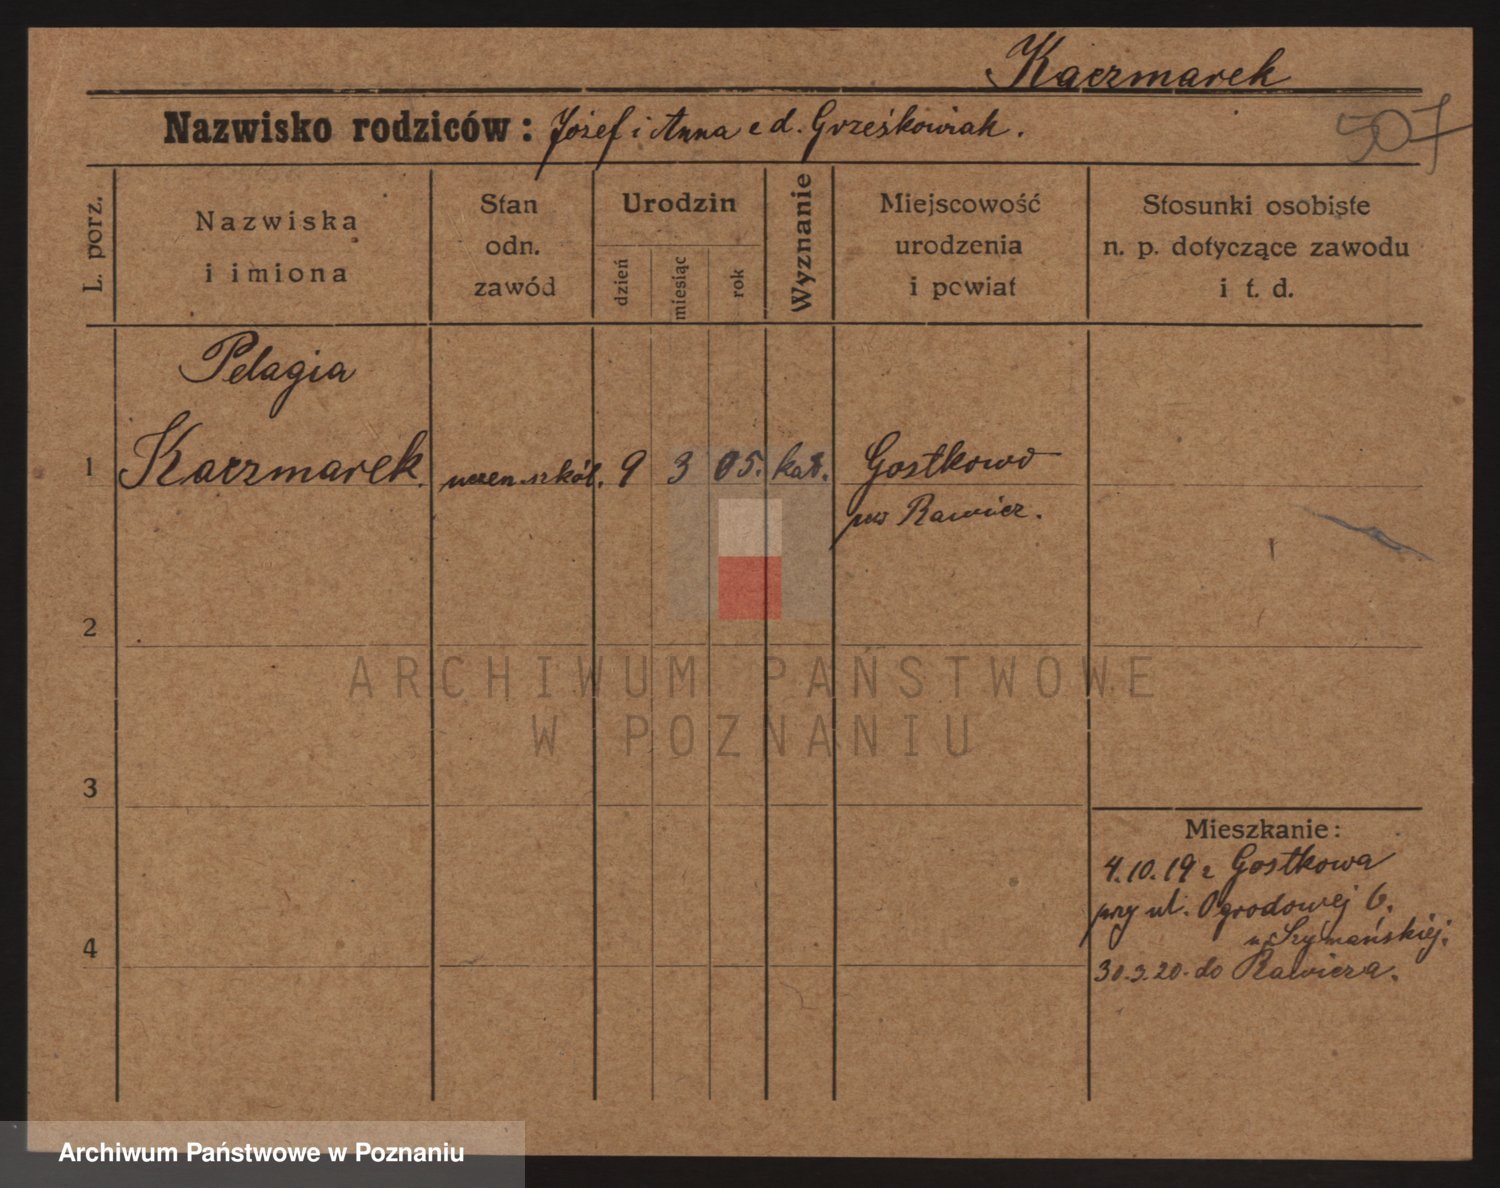 Kaczmarek
Nazwisko rodziców: Józef i Anna z d. Grześkowiak.
507
L. porz.
Nazwiska
i imiona
Stan
odn.
zawód
Urodzin
dzień
miesiąc
rok
Wyznanie
Miejscowość
urodzenia
i powiat
Stosunki osobiste
n. p. dotyczące zawodu
i t. d.
Pelagia
1 Kaczmarek. uczen. szkół. 9 3 05. kat. Gostkowo
pow Rawicz.
2
ARCHIWUM PAŃSTWOWE
W POZNANIU
3
Mieszkanie:
4.10.19 z Gostkowa
przy ul. Ogrodowej 6.
u Szymańskiej.
4
30.3.20. do Rawicza.
Archiwum Państwowe w Poznaniu